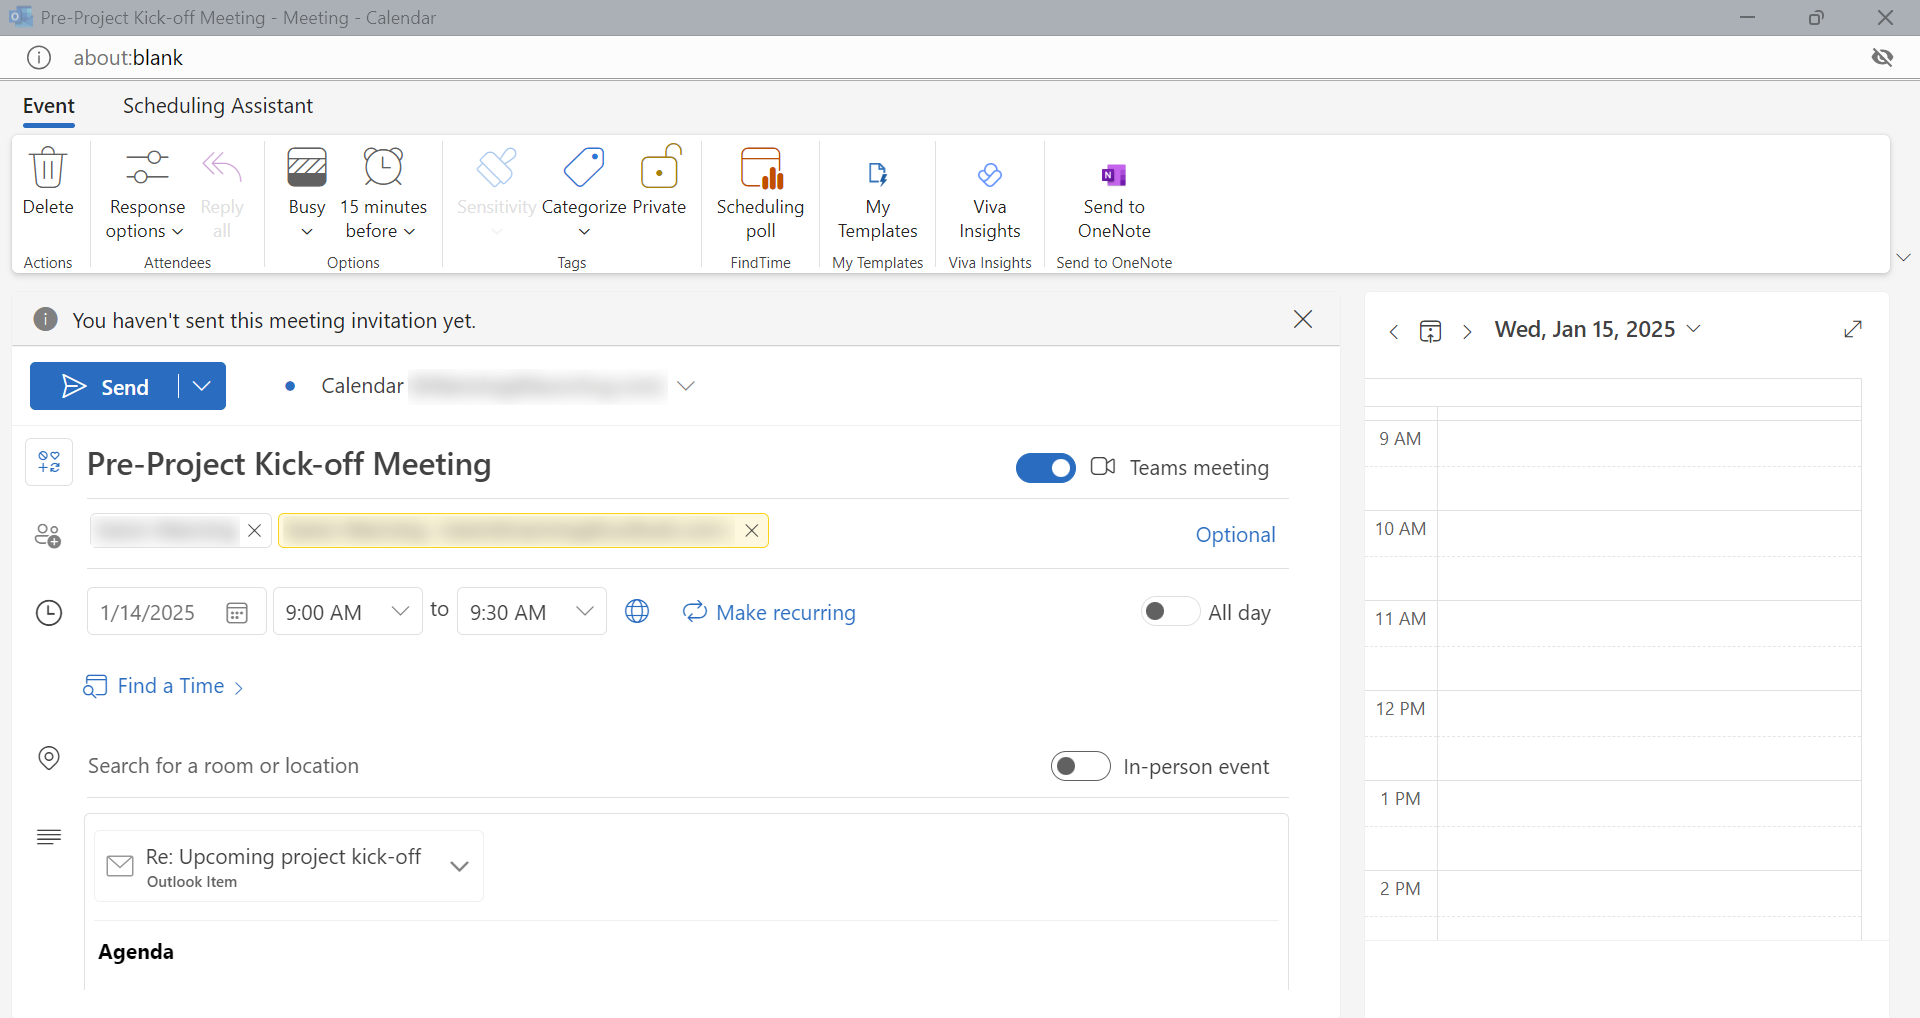 Pre-Project Kick-off Meeting - Meeting - Calendar
about:blank
Event Scheduling Assistant
Delete
Response options
Reply all
Busy
15 minutes before
Sensitivity
Categorize
Private
Scheduling poll
My Templates
Viva Insights
Send to OneNote
Actions
Attendees
Options
Tags
FindTime
My Templates
Viva Insights
Send to OneNote
You haven't sent this meeting invitation yet.
Send
Calendar
Pre-Project Kick-off Meeting
Teams meeting
Optional
1/14/2025
9:00 AM
to
9:30 AM
Make recurring
All day
Find a Time
Search for a room or location
In-person event
Re: Upcoming project kick-off
Outlook Item
Agenda
Wed, Jan 15, 2025
9 AM
10 AM
11 AM
12 PM
1 PM
2 PM